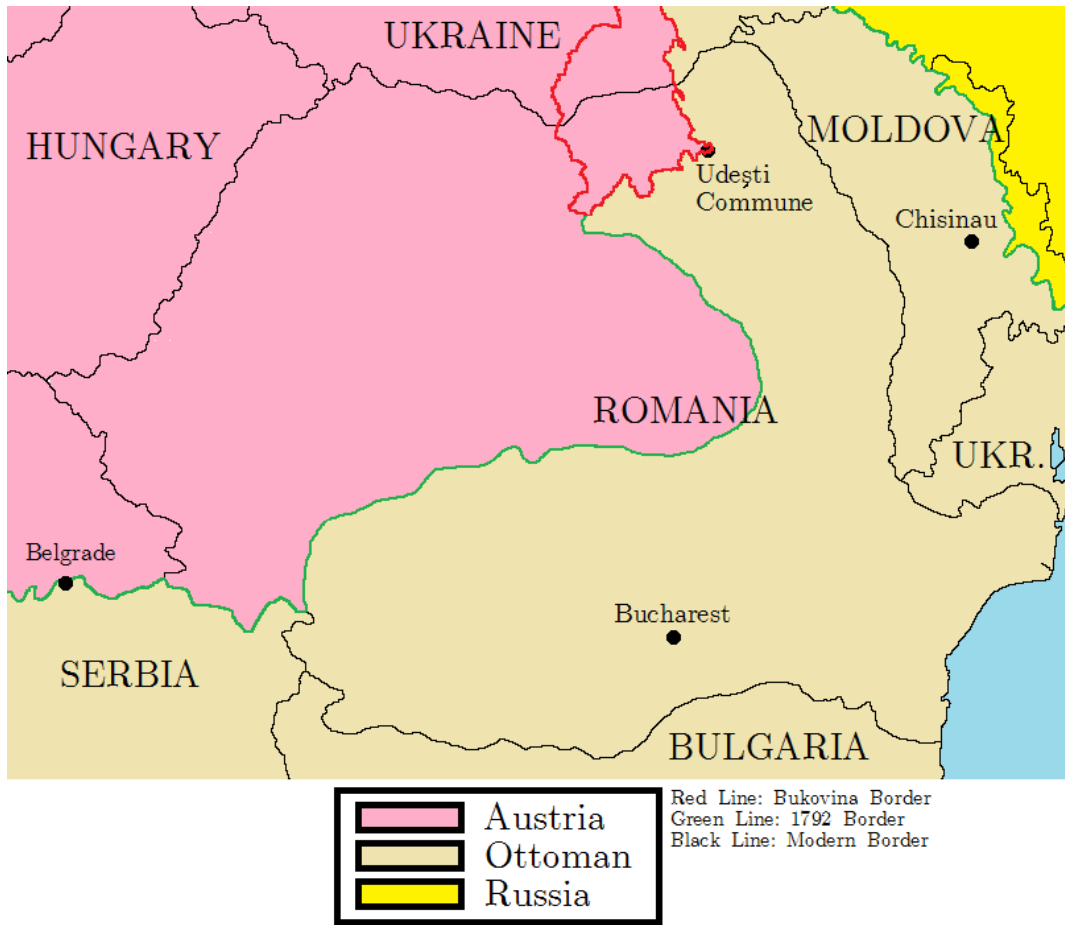 UKRAINE
HUNGARY
MOLDOVA
Udești
Commune
Chisinau
ROMANIA
UKR.
Belgrade
Bucharest
SERBIA
BULGARIA
Austria
Ottoman
Russia
Red Line: Bukovina Border
Green Line: 1792 Border
Black Line: Modern Border